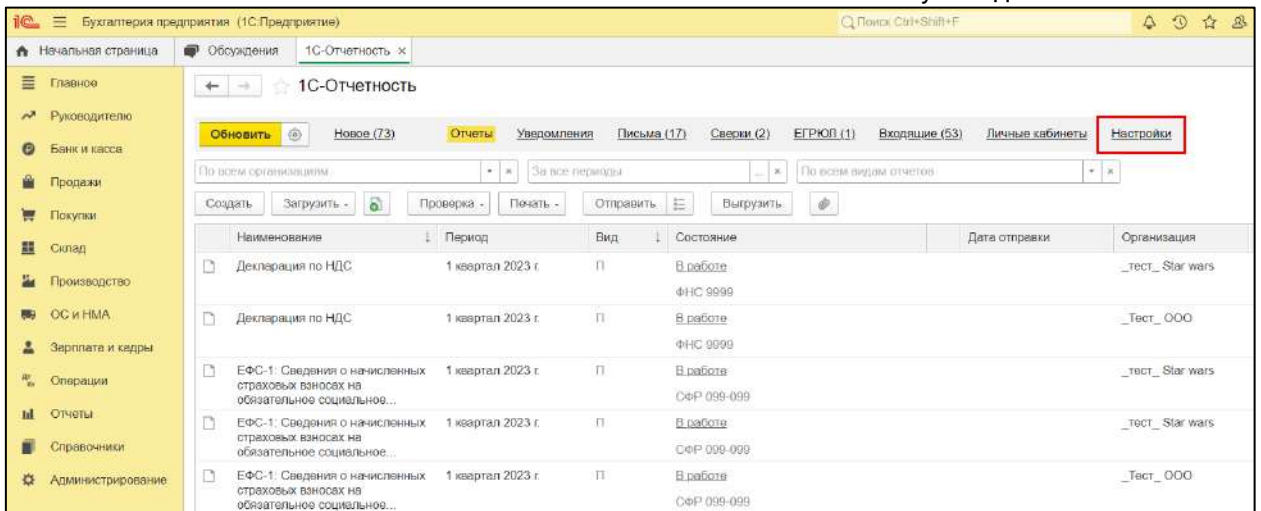 1С Бухгалтерия предприятия (1С:Предприятие) Поиск Ctrl+Shift+F
Начальная страница Обсуждения 1С-Отчетность ×
Главное
1С-Отчетность
Руководителю
Обновить Новое (73) Отчеты Уведомления Письма (17) Сверки (2) ЕГРЮЛ (1) Входящие (53) Личные кабинеты Настройки
Банк и касса
По всем организациям За все периоды По всем видам отчетов
Продажи
Создать Загрузить Проверка Печать Отправить Выгрузить
Покупки
Наименование ↓ Период Вид ↓ Состояние Дата отправки Организация
Склад
Декларация по НДС 1 квартал 2023 г. П В работе _тест_ Star wars
Производство
ФНС 9999
ОС и НМА
Декларация по НДС 1 квартал 2023 г. П В работе _Тест_ ООО
Зарплата и кадры
ФНС 9999
Операции
ЕФС-1: Сведения о начисленных 1 квартал 2023 г. П В работе _тест_ Star wars
страховых взносах на
обязательное социальное... СФР 099-099
Отчеты
ЕФС-1: Сведения о начисленных 1 квартал 2023 г. П В работе _тест_ Star wars
страховых взносах на
обязательное социальное... СФР 099-099
Справочники
Администрирование
ЕФС-1: Сведения о начисленных 1 квартал 2023 г. П В работе _Тест_ ООО
страховых взносах на
обязательное социальное... СФР 099-099